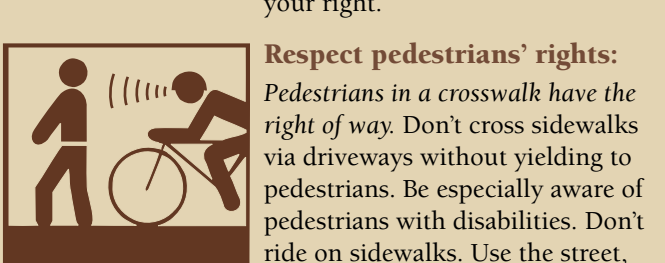 your right.
Respect pedestrians’ rights:
Pedestrians in a crosswalk have the
right of way. Don’t cross sidewalks
via driveways without yielding to
pedestrians. Be especially aware of
pedestrians with disabilities. Don’t
ride on sidewalks. Use the street,